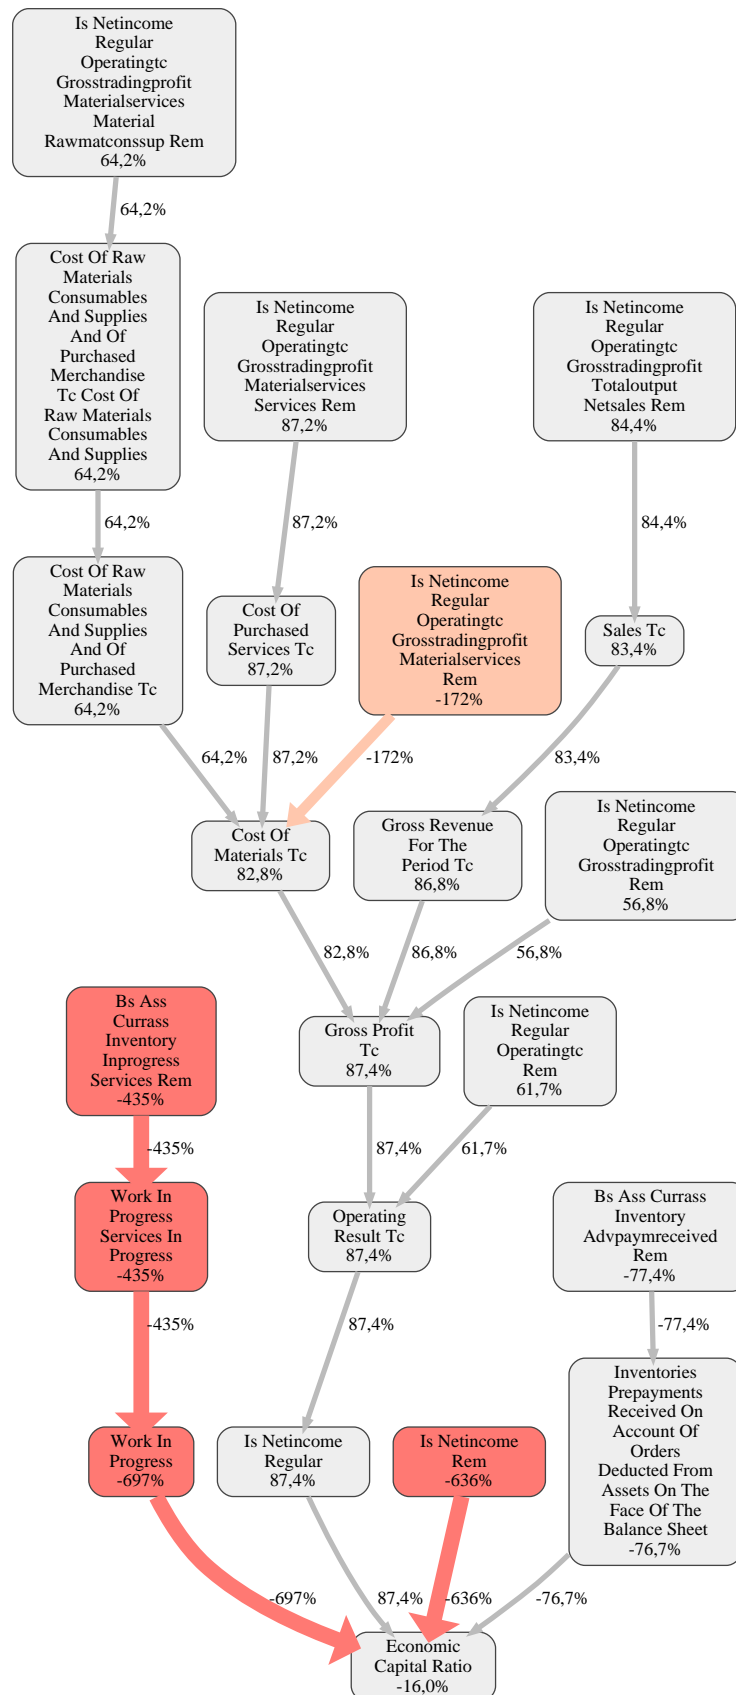 Is Netincome
Regular
Operatingtc
Grosstradingprofit
Materialservices
Material
Rawmatconssup Rem
64,2%
64,2%
Cost Of Raw
Materials
Consumables
And Supplies
And Of
Purchased
Merchandise
Tc Cost Of
Raw Materials
Consumables
And Supplies
64,2%
Is Netincome
Regular
Operatingtc
Grosstradingprofit
Materialservices
Services Rem
87,2%
Is Netincome
Regular
Operatingtc
Grosstradingprofit
Totaloutput
Netsales Rem
84,4%
64,2%
87,2%
84,4%
Cost Of Raw
Materials
Consumables
And Supplies
And Of
Purchased
Merchandise Tc
64,2%
Cost Of
Purchased
Services Tc
87,2%
Is Netincome
Regular
Operatingtc
Grosstradingprofit
Materialservices
Rem
-172%
Sales Tc
83,4%
64,2%
87,2%
-172%
83,4%
Cost Of
Materials Tc
82,8%
Gross Revenue
For The
Period Tc
86,8%
Is Netincome
Regular
Operatingtc
Grosstradingprofit
Rem
56,8%
82,8%
86,8%
56,8%
Bs Ass
Currass
Inventory
Inprogress
Services Rem
-435%
Gross Profit
Tc
87,4%
Is Netincome
Regular
Operatingtc
Rem
61,7%
-435%
87,4%
61,7%
Work In
Progress
Services In
Progress
-435%
Operating
Result Tc
87,4%
Bs Ass Currass
Inventory
Advpaymreceived
Rem
-77,4%
-435%
87,4%
-77,4%
Work In
Progress
-697%
Is Netincome
Regular
87,4%
Is Netincome
Rem
-636%
Inventories
Prepayments
Received On
Account Of
Orders
Deducted From
Assets On The
Face Of The
Balance Sheet
-76,7%
-697%
87,4%
-636%
-76,7%
Economic
Capital Ratio
-16,0%